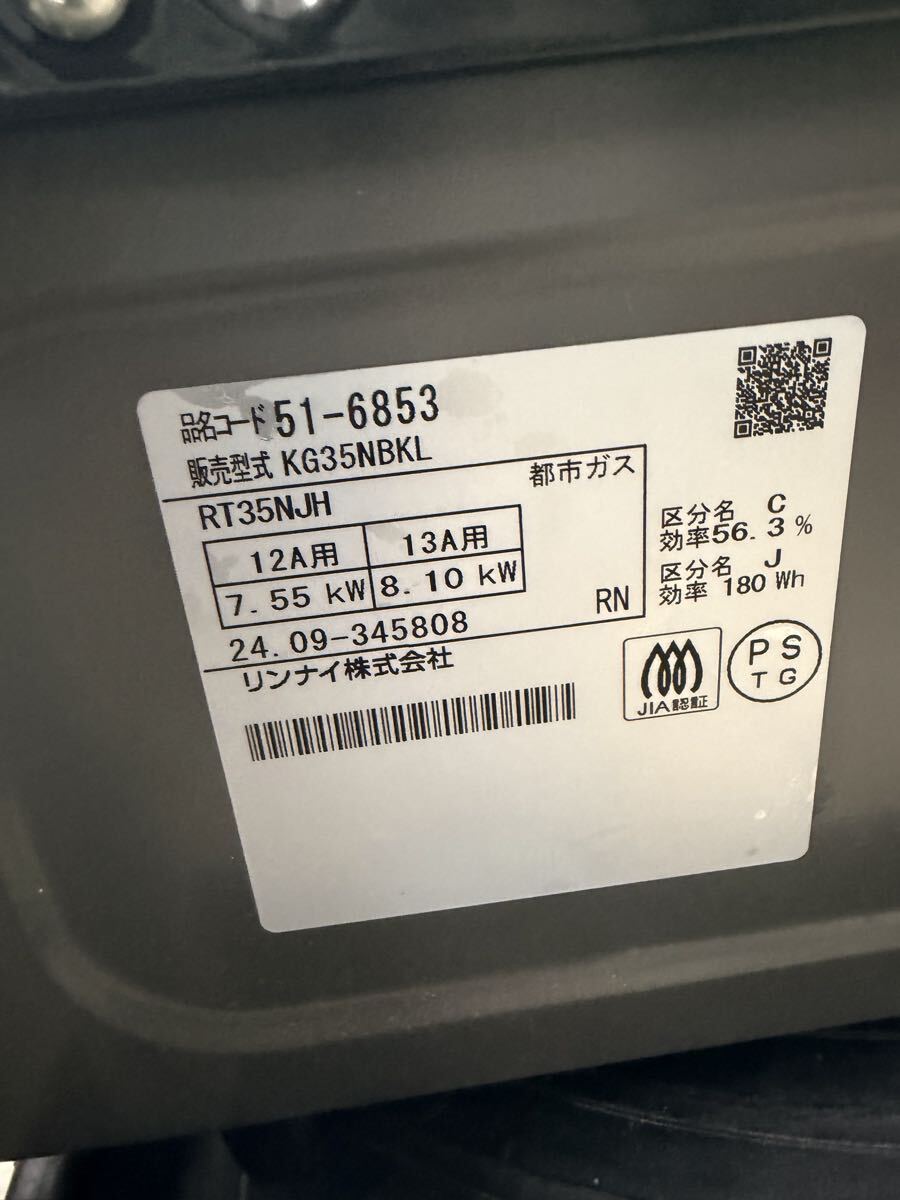 品名コード 51-6853
販売型式 KG35NBKL
都市ガス
RT35NJH
12A用 13A用
7.55 kW 8.10 kW
RN
24.09-345808
リンナイ株式会社
区分名 C
効率56.3%
区分名 J
効率 180 Wh
JIA認証
PS
TG